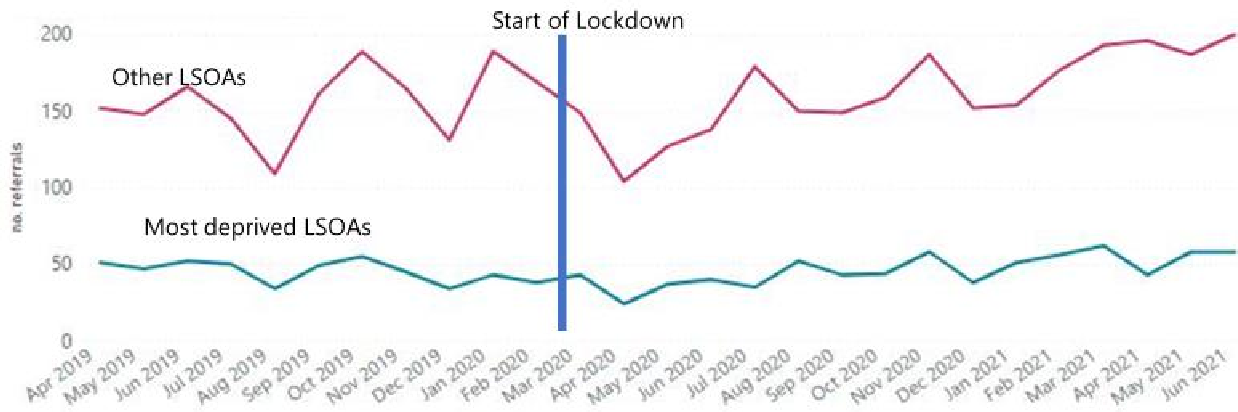 Start of Lockdown
200
Other LSOAs
150
no. referrals
100
Most deprived LSOAs
50
0
Apr 2019
May 2019
Jun 2019
Jul 2019
Aug 2019
Sep 2019
Oct 2019
Nov 2019
Dec 2019
Jan 2020
Feb 2020
Mar 2020
Apr 2020
May 2020
Jun 2020
Jul 2020
Aug 2020
Sep 2020
Oct 2020
Nov 2020
Dec 2020
Jan 2021
Feb 2021
Mar 2021
Apr 2021
May 2021
Jun 2021